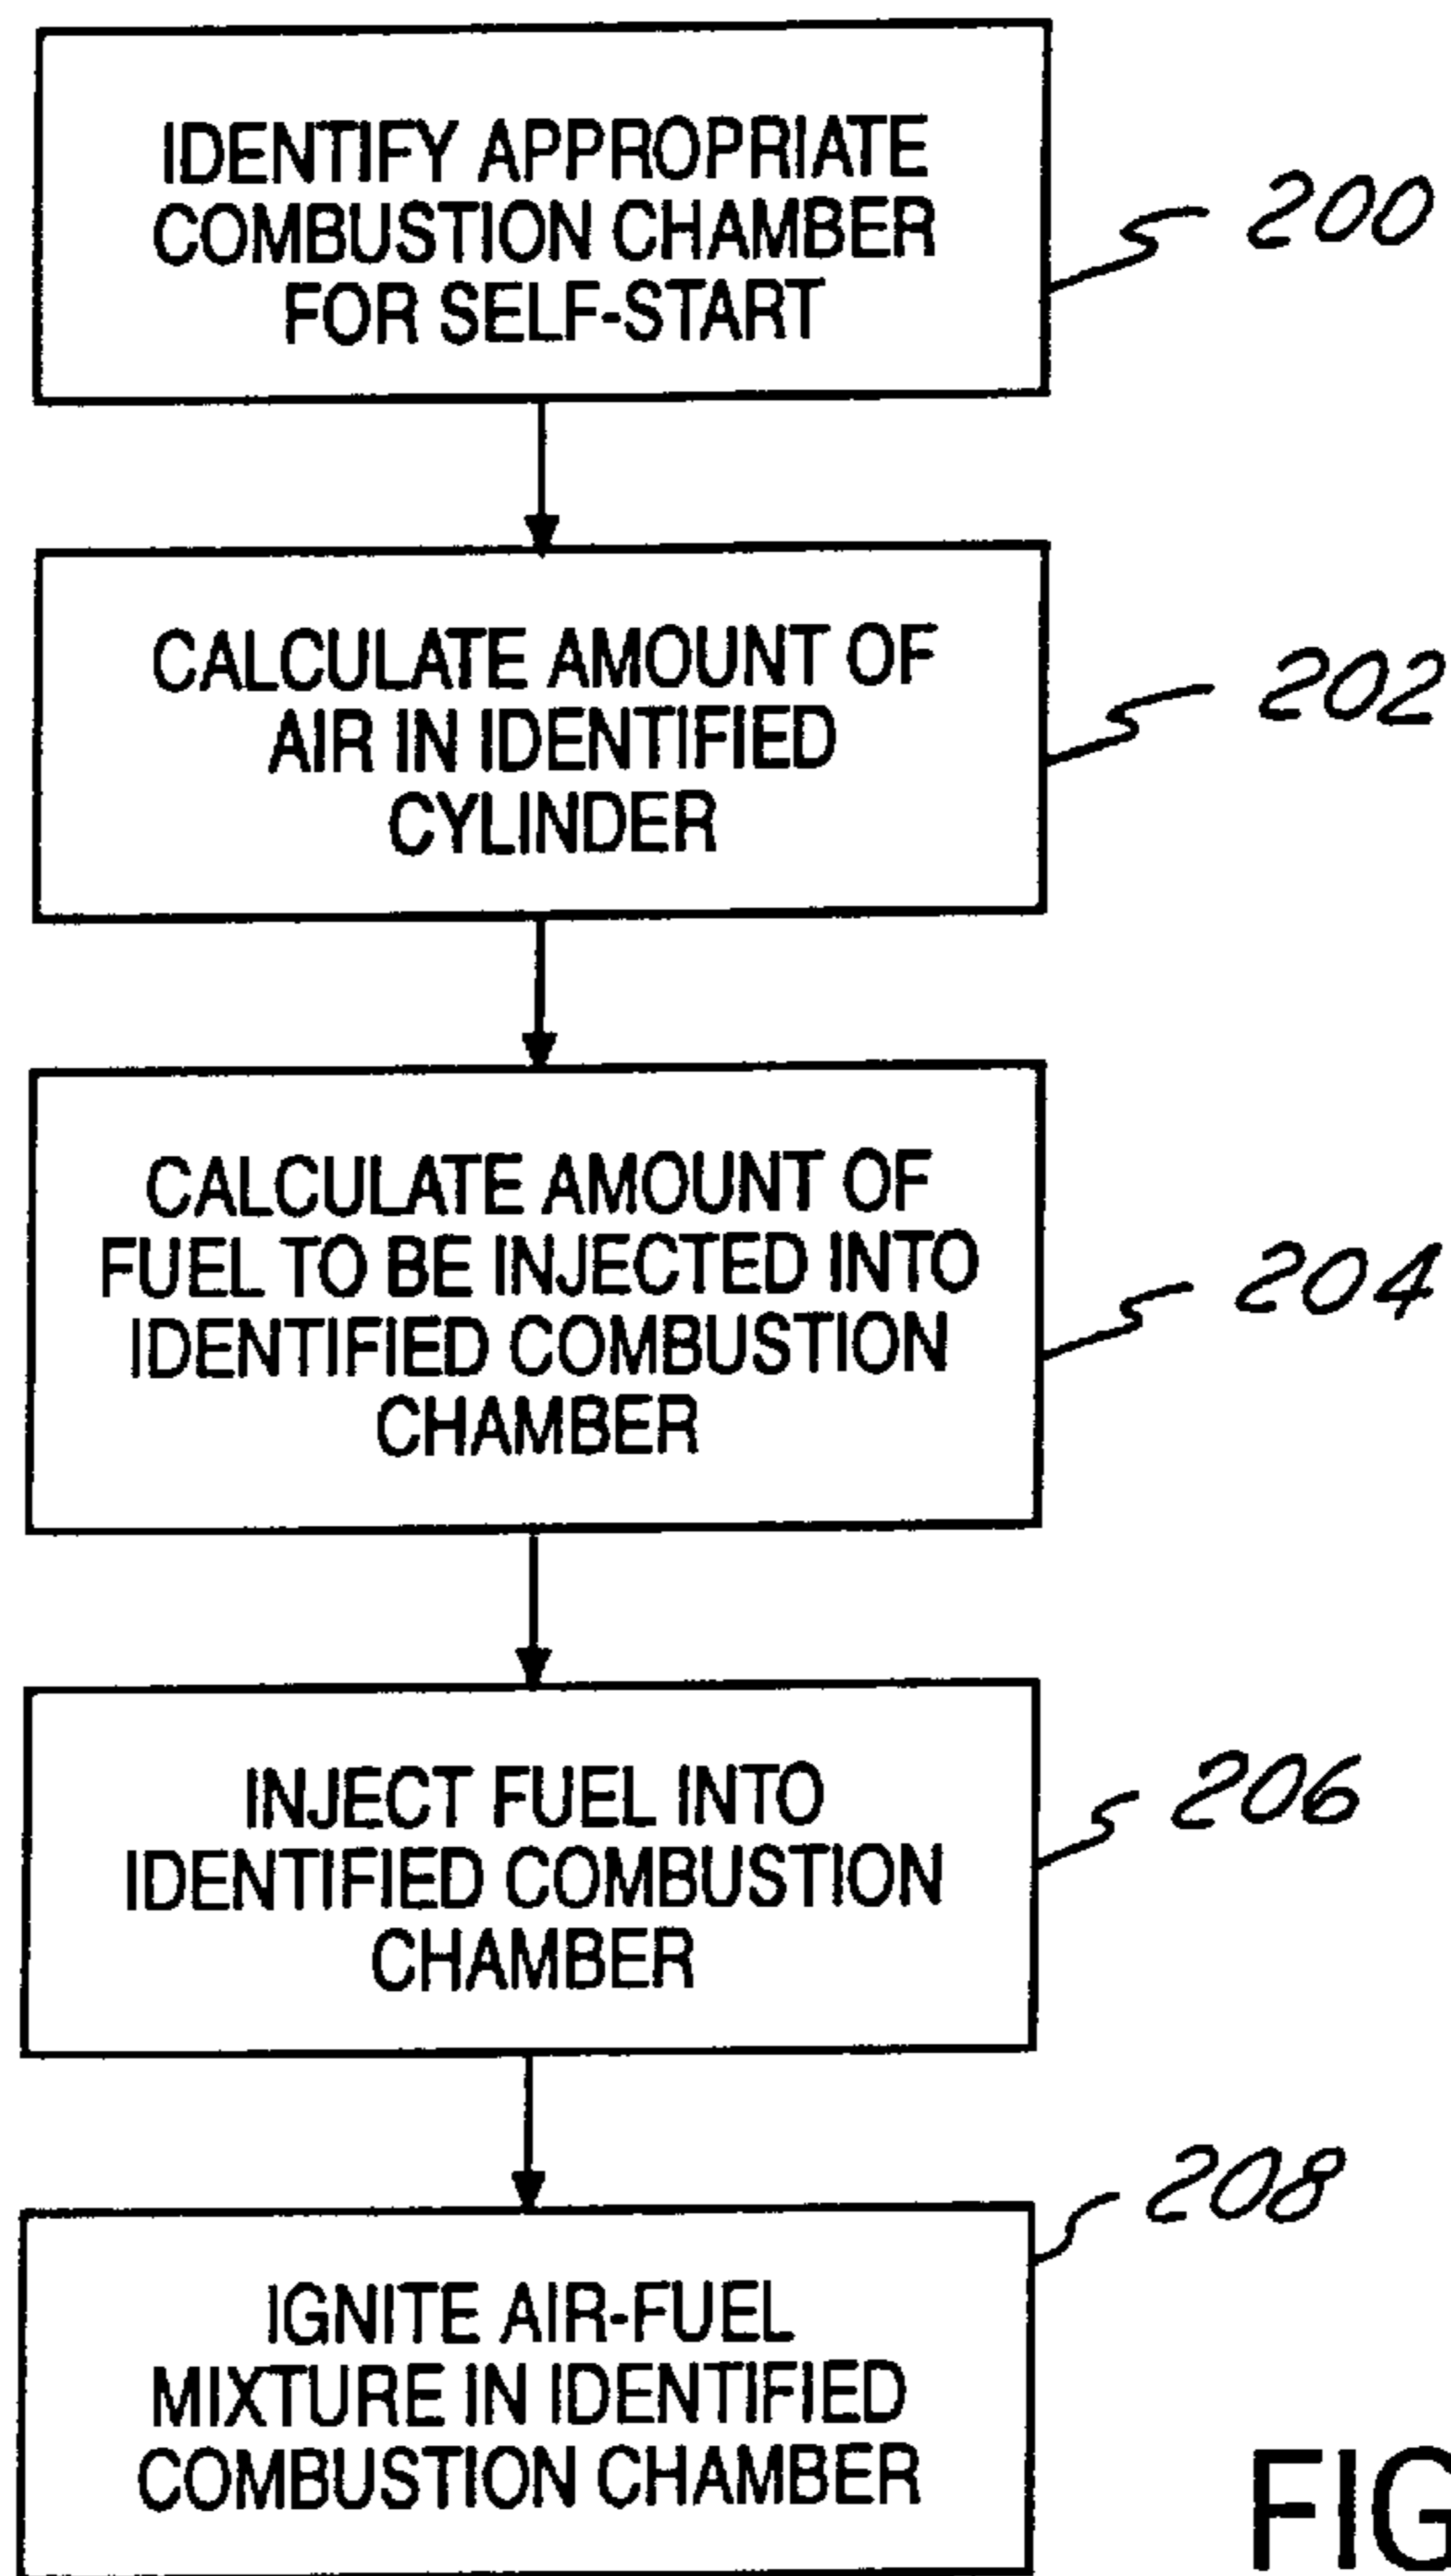 IDENTIFY APPROPRIATE
COMBUSTION CHAMBER
FOR SELF-START
200
CALCULATE AMOUNT OF
AIR IN IDENTIFIED
CYLINDER
202
CALCULATE AMOUNT OF
FUEL TO BE INJECTED INTO
IDENTIFIED COMBUSTION
CHAMBER
204
INJECT FUEL INTO
IDENTIFIED COMBUSTION
CHAMBER
206
IGNITE AIR-FUEL
MIXTURE IN IDENTIFIED
COMBUSTION CHAMBER
208
FIG